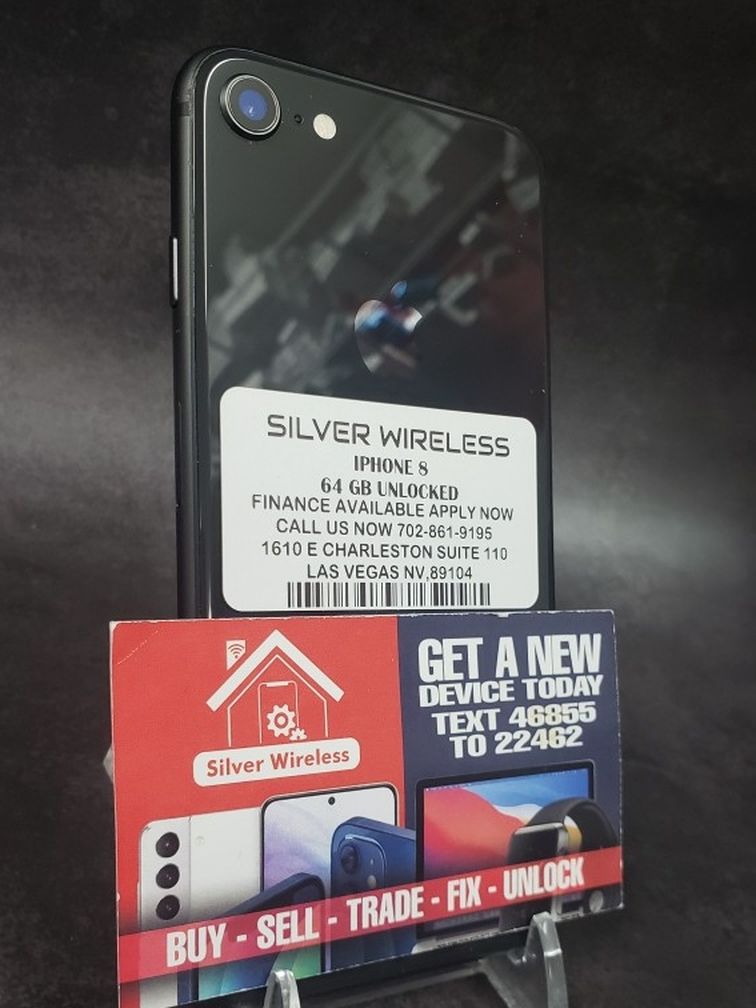 SILVER WIRELESS
IPHONE 8
64 GB UNLOCKED
FINANCE AVAILABLE APPLY NOW
CALL US NOW 702-861-9195
1610 E CHARLESTON SUITE 110
LAS VEGAS NV,89104
Silver Wireless
GET A NEW
DEVICE TODAY
TEXT 46855
TO 22462
BUY - SELL - TRADE - FIX - UNLOCK